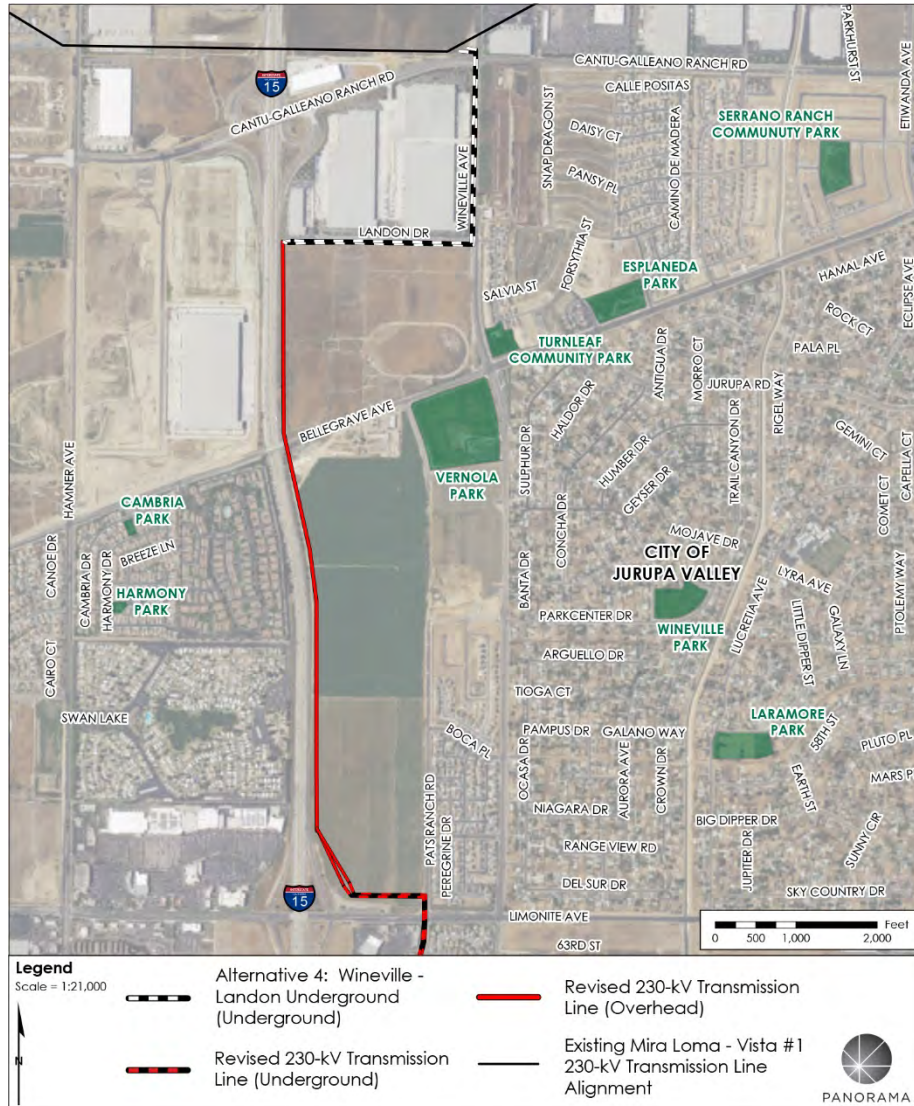 CANTU-GALLEANO RANCH RD
PARKHURST ST
ETIWANDA AVE
INTERSTATE
15
CANTU-GALLEANO RANCH RD
CALLE POSITAS
SERRANO RANCH
COMMUNUTY PARK
SNAPDRAGON ST
DAISY CT
PANSY PL
CAMINO DE MADERA
WINEVILLE AVE
LANDON DR
FORSYTHIA ST
SALVIA ST
ESPLANEDA
PARK
HAMAL AVE
ECLIPSE AVE
ROCK CT
PALA PL
TURNLEAF
COMMUNITY PARK
ANTIGUA DR
MORRO CT
JURUPA RD
RIGEL WAY
BELLEGRAVE AVE
HALDOR DR
SULPHUR DR
HUMBER DR
GEYSER DR
TRAIL CANYON DR
GEMINI CT
CAPELLA CT
COMET CT
VERNOLA
PARK
HAMNER AVE
CAMBRIA
PARK
CONCHA DR
MOJAVE DR
CITY OF
JURUPA VALLEY
CANOE DR
CAMBRIA DR
HARMONY DR
BREEZE LN
HARMONY
PARK
BANTA DR
PARKCENTER DR
WINEVILLE
PARK
LUCRETIA AVE
LYRA AVE
LITTLE DIPPER ST
GALAXY LN
PTOLEMY WAY
CAIRO CT
ARGUELLO DR
TIOGA CT
SWAN LAKE
BOCA PL
PAMPUS DR
GALANO WAY
LARAMORE
PARK
58TH ST
PLUTO PL
OCASA DR
AURORA AVE
CROWN DR
EARTH ST
MARS P
PATS RANCH RD
PEREGRINE DR
NIAGARA DR
BIG DIPPER DR
SUNNY CIR
RANGE VIEW RD
JUPITER DR
DEL SUR DR
SKY COUNTRY DR
INTERSTATE
15
LIMONITE AVE
63RD ST
Feet
0 500 1,000 2,000
Legend
Scale = 1:21,000
N
Alternative 4: Wineville -
Landon Underground
(Underground)
Revised 230-kV Transmission
Line (Underground)
Revised 230-kV Transmission
Line (Overhead)
Existing Mira Loma - Vista #1
230-kV Transmission Line
Alignment
PANORAMA